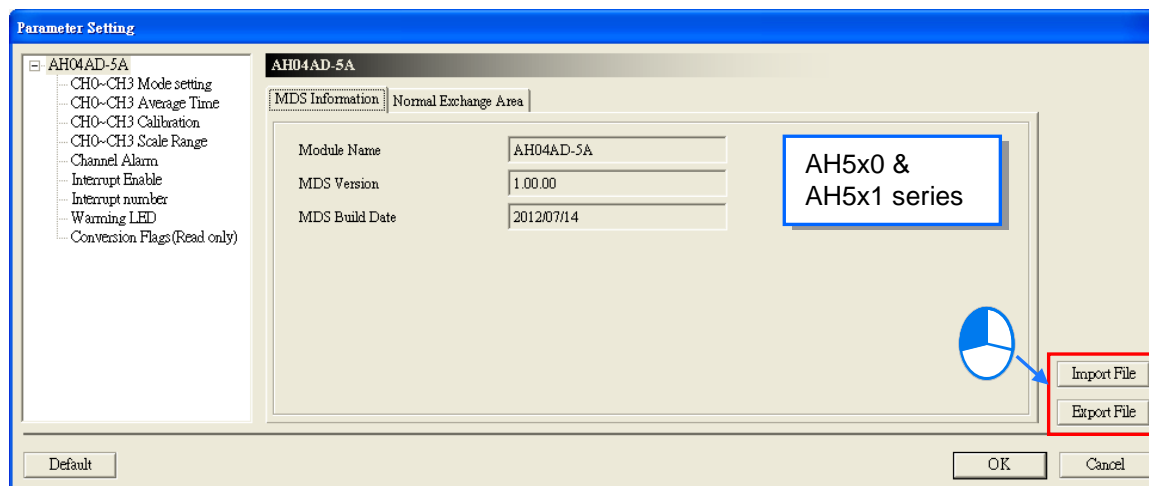 Parameter Setting
AH04AD-5A
CH0~CH3 Mode setting
CH0~CH3 Average Time
CH0~CH3 Calibration
CH0~CH3 Scale Range
Channel Alarm
Interrupt Enable
Interrupt number
Warming LED
Conversion Flags(Read only)
AH04AD-5A
MDS Information
Normal Exchange Area
Module Name
AH04AD-5A
MDS Version
1.00.00
MDS Build Date
2012/07/14
AH5x0 &
AH5x1 series
Import File
Export File
Default
OK
Cancel